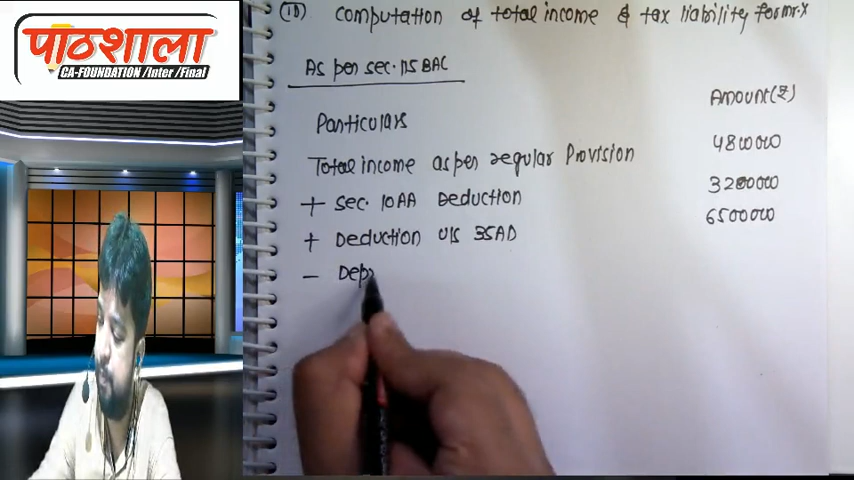 पाठशाला
CA-FOUNDATION /Inter /Final
(ID) Computation of total income & tax liability for mr.x
As per sec. 115 BAC
Particulars Amount(₹)
Total income as per regular Provision 4800000
+ Sec. 10AA Deduction 3200000
+ Deduction u/s 35AD 6500000
- Dep